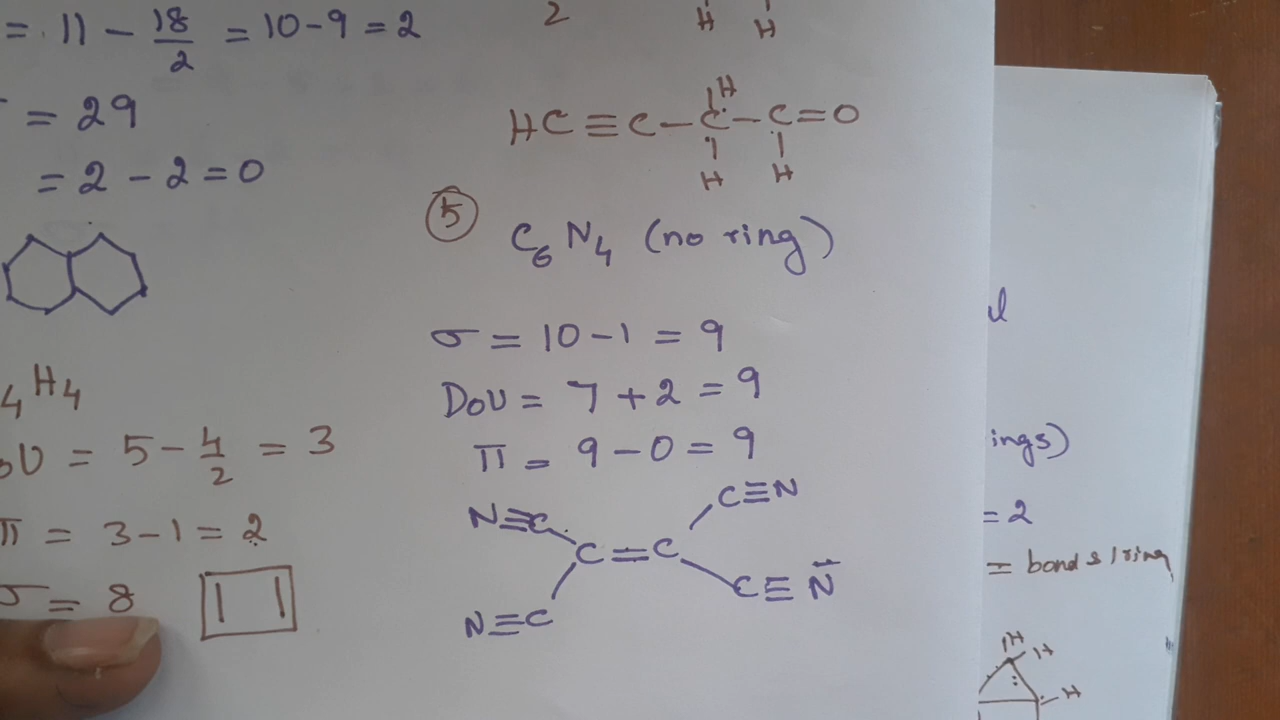 = 11 - 18/2 = 10-9 = 2
= 29
= 2 - 2 = 0
4H4
OU = 5 - 4/2 = 3
π = 3-1 = 2
σ = 8
2
H H
H
HC≡C-C-C=O
H H
5
C6N4 (no ring)
σ = 10-1 = 9
DoU = 7+2 = 9
π = 9-0 = 9
N≡C C≡N
C=C
N≡C C≡N
ings)
= 2
= bonds/ring
H H
H